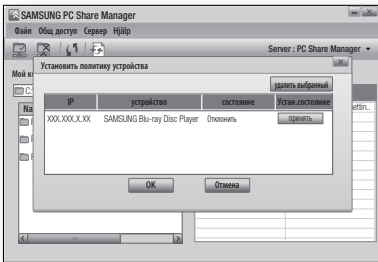 SAMSUNG PC Share Manager
Файл Общ доступ Сервер Hjälp
Server : PC Share Manager
Установить политику устройства
Мой к
удалить выбранный
C:
IP устройство состояние Устан.состояние
Na
ettin..
XXX.XXX.X.XX SAMSUNG Blu-ray Disc Player Отклонить принять
OK Отмена